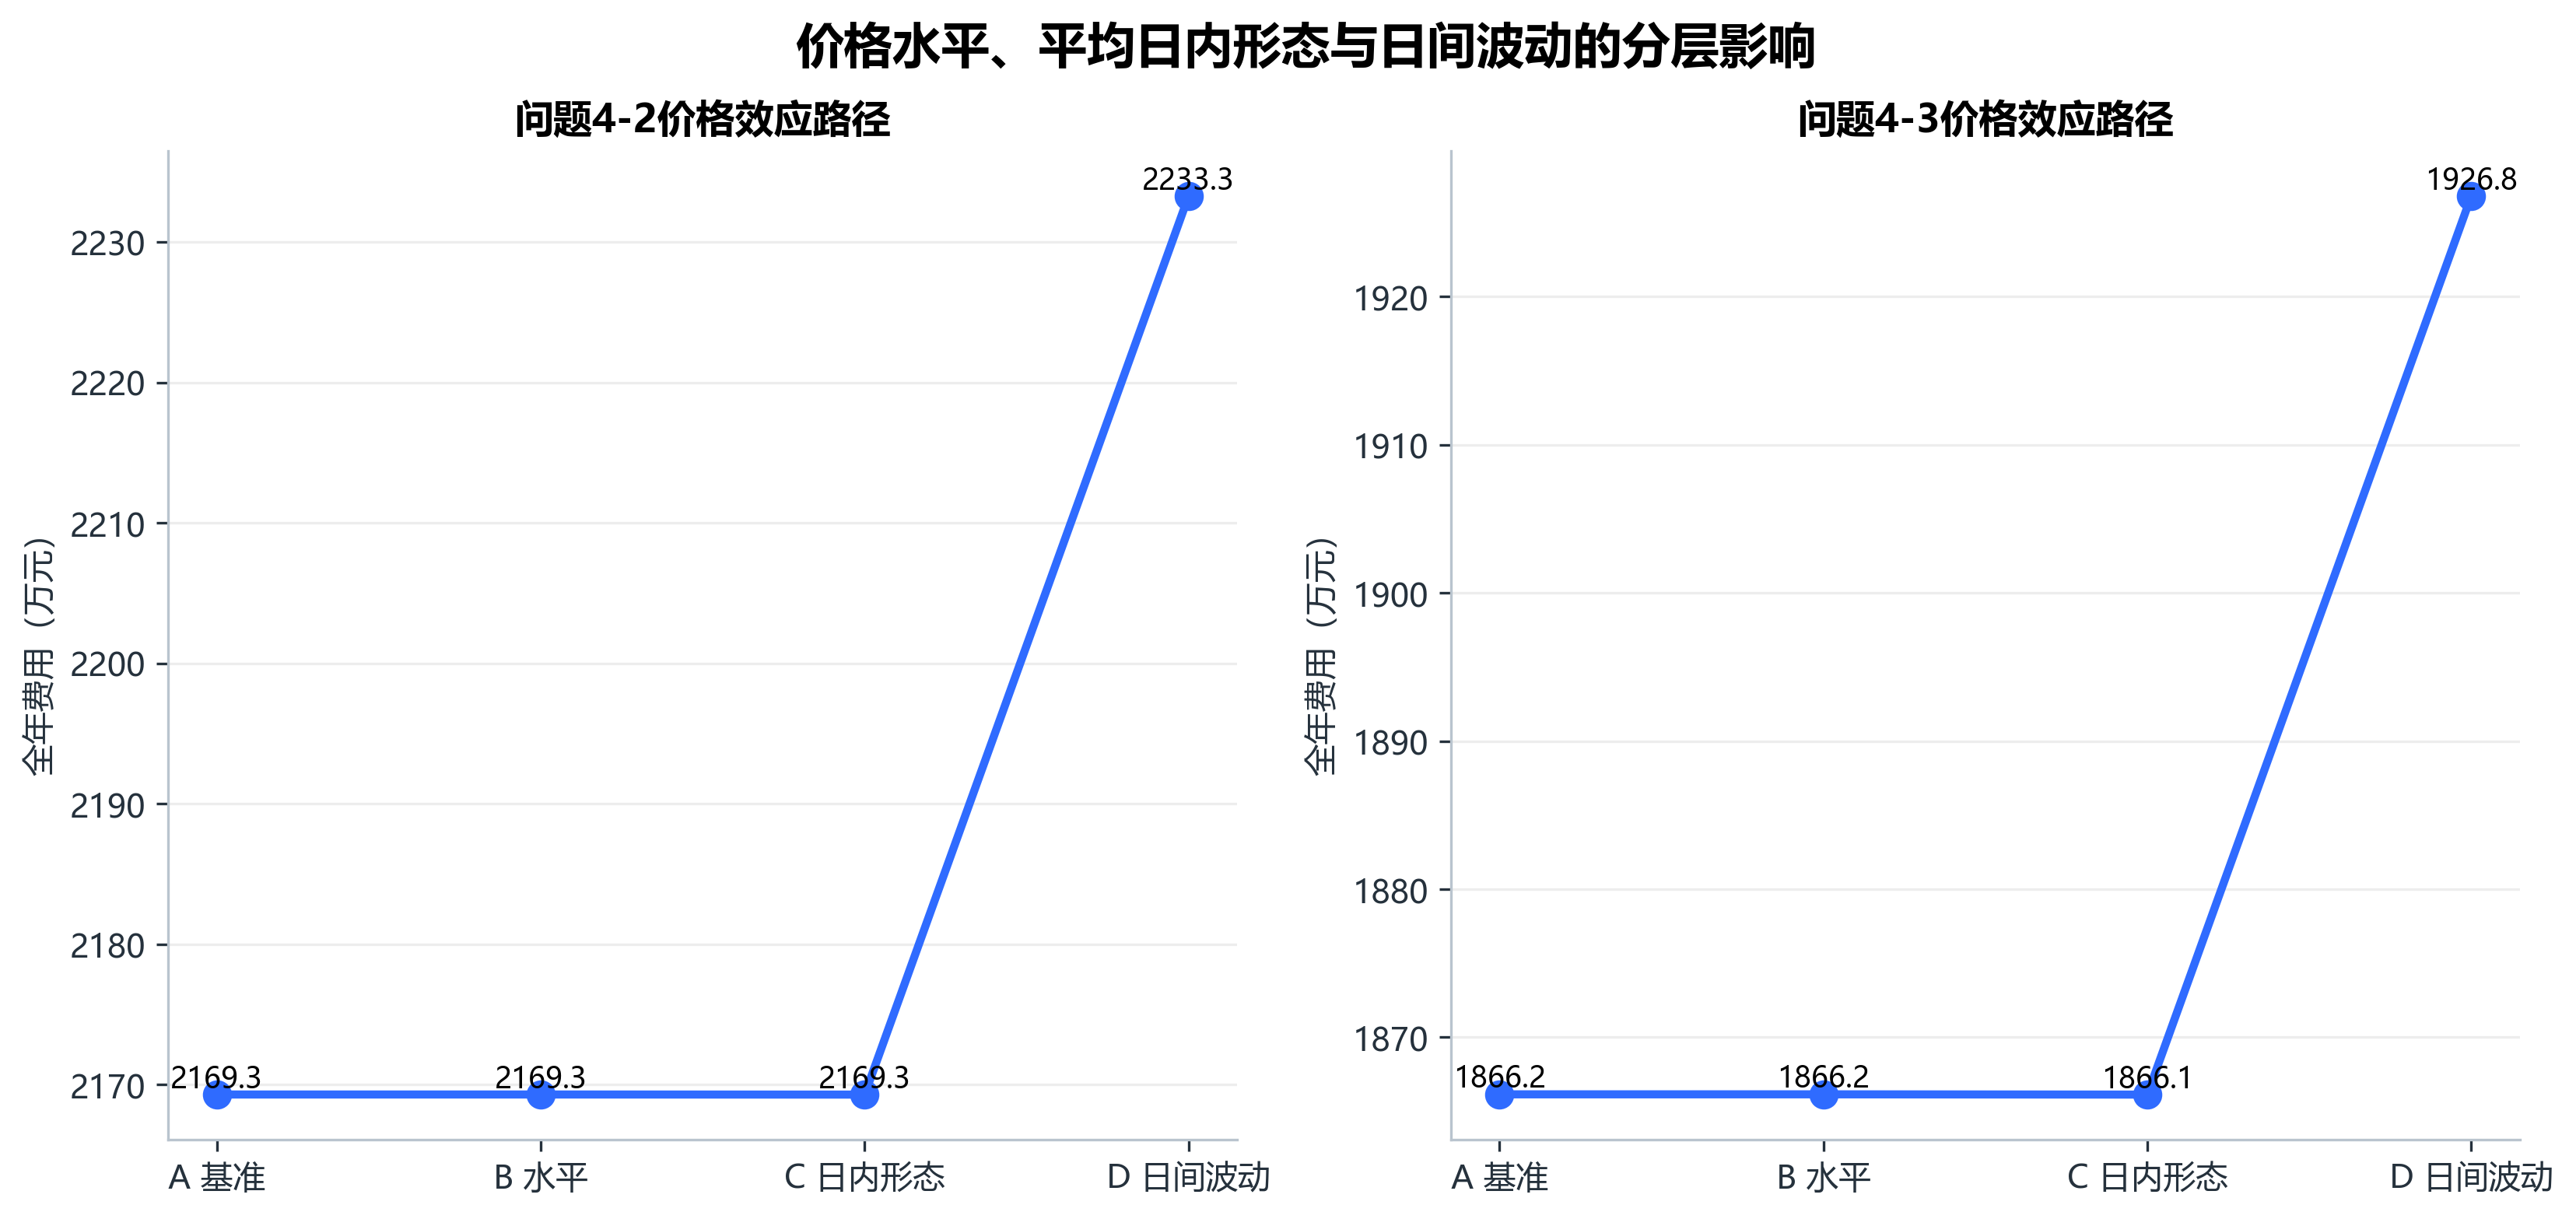 价格水平、平均日内形态与日间波动的分层影响
问题4-2价格效应路径
全年费用（万元）
2230
2220
2210
2200
2190
2180
2170
2169.3
2169.3
2169.3
2233.3
A 基准
B 水平
C 日内形态
D 日间波动
问题4-3价格效应路径
全年费用（万元）
1920
1910
1900
1890
1880
1870
1866.2
1866.2
1866.1
1926.8
A 基准
B 水平
C 日内形态
D 日间波动